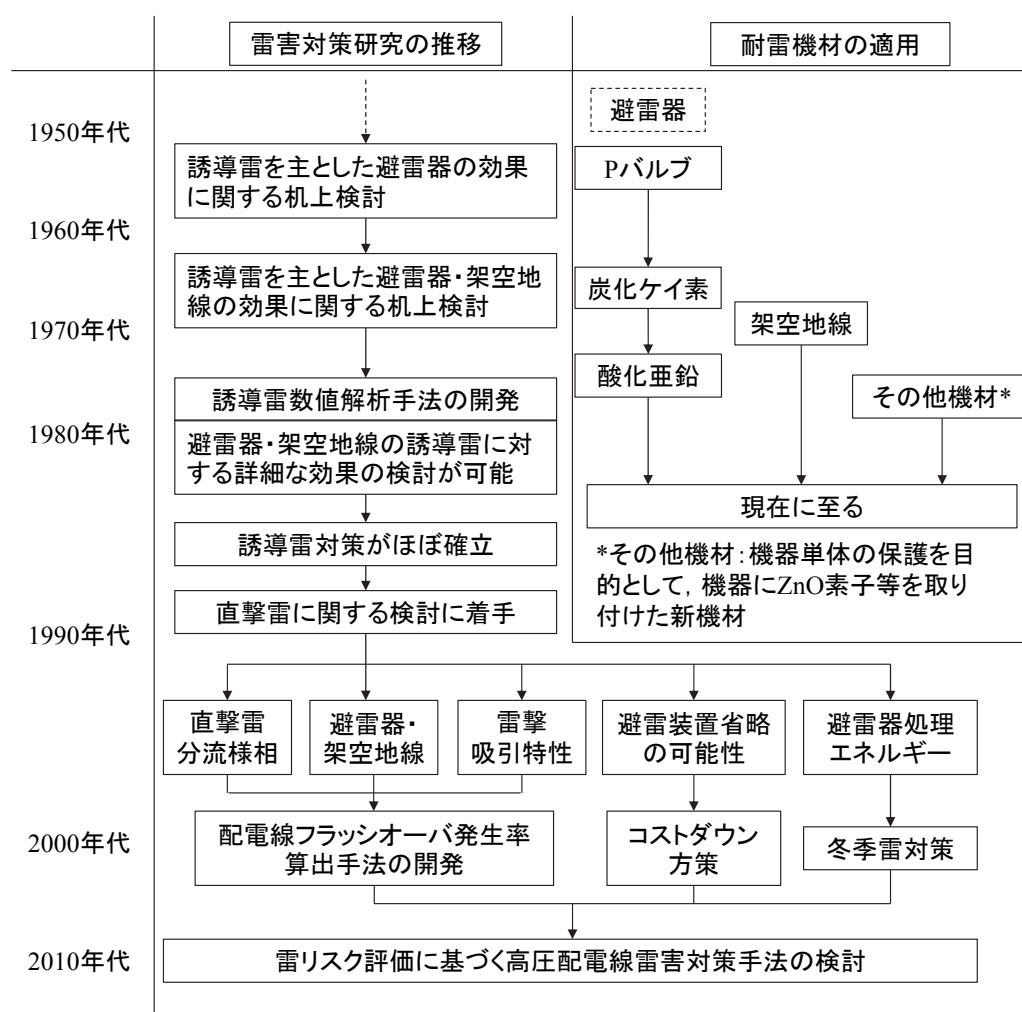 雷害対策研究の推移
耐雷機材の適用
1950年代
1960年代
1970年代
1980年代
1990年代
2000年代
2010年代
誘導雷を主とした避雷器の効果
に関する机上検討
誘導雷を主とした避雷器・架空地
線の効果に関する机上検討
誘導雷数値解析手法の開発
避雷器・架空地線の誘導雷に対
する詳細な効果の検討が可能
誘導雷対策がほぼ確立
直撃雷に関する検討に着手
避雷器
Pバルブ
炭化ケイ素
架空地線
酸化亜鉛
その他機材*
現在に至る
*その他機材：機器単体の保護を目
的として，機器にZnO素子等を取り
付けた新機材
直撃雷
分流様相
避雷器・
架空地線
雷撃
吸引特性
避雷装置省略
の可能性
避雷器処理
エネルギー
配電線フラッシオーバ発生率
算出手法の開発
コストダウン
方策
冬季雷対策
雷リスク評価に基づく高圧配電線雷害対策手法の検討